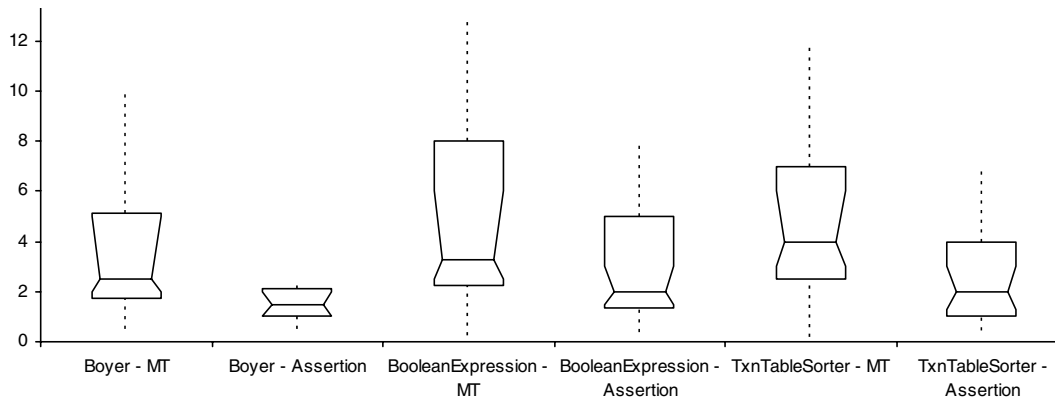 12
10
8
6
4
2
0
Boyer - MT
Boyer - Assertion
BooleanExpression - MT
BooleanExpression - Assertion
TxnTableSorter - MT
TxnTableSorter - Assertion